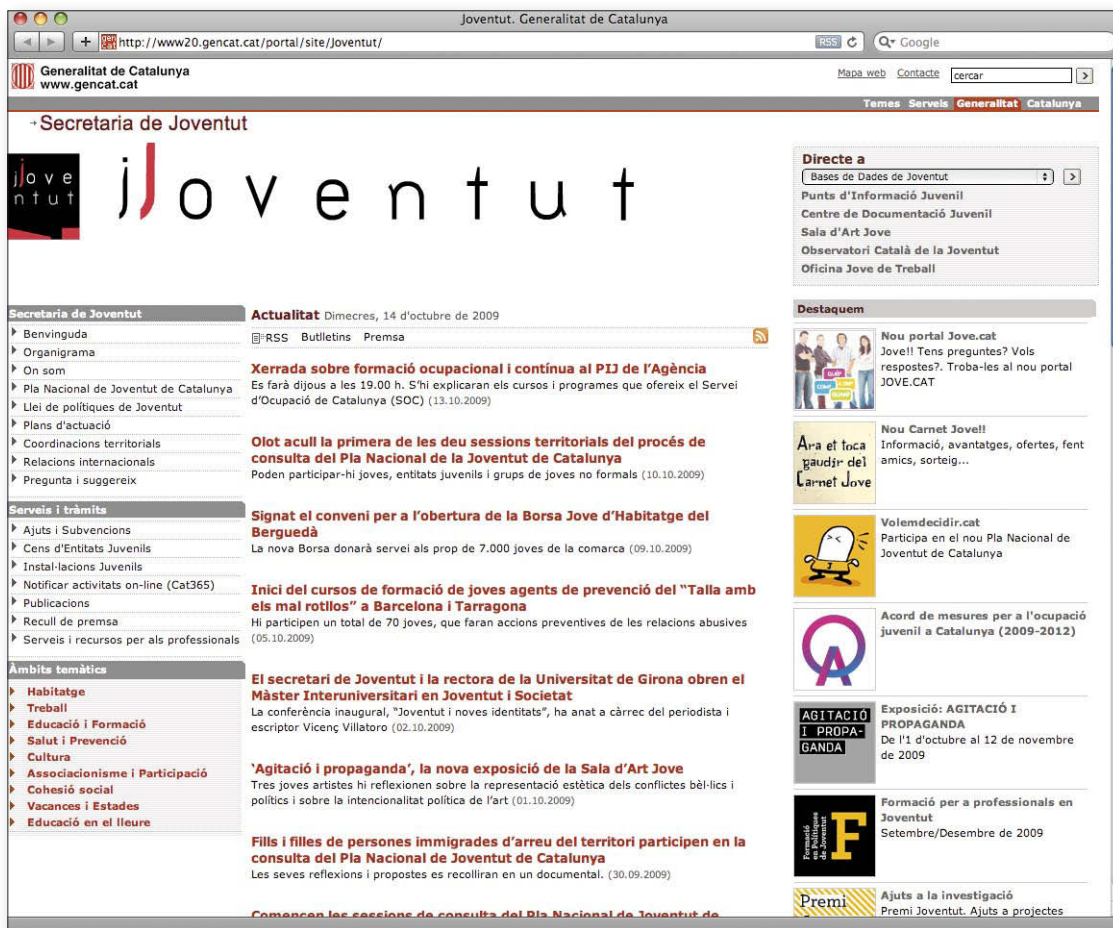 Joventut. Generalitat de Catalunya
http://www20.gencat.cat/portal/site/Joventut/
RSS
Google
Generalitat de Catalunya
www.gencat.cat
Mapa web Contacte cercar
Temes Serveis Generalitat Catalunya
Secretaria de Joventut
jJove
ntut
jJoventut
Directe a
Bases de Dades de Joventut
Punts d'Informació Juvenil
Centre de Documentació Juvenil
Sala d'Art Jove
Observatori Català de la Joventut
Oficina Jove de Treball
Secretaria de Joventut
Benvinguda
Organigrama
On som
Pla Nacional de Joventut de Catalunya
Llei de polítiques de Joventut
Plans d'actuació
Coordinacions territorials
Relacions internacionals
Pregunta i suggereix
Serveis i tràmits
Ajuts i Subvencions
Cens d'Entitats Juvenils
Instal·lacions Juvenils
Notificar activitats on-line (Cat365)
Publicacions
Recull de premsa
Serveis i recursos per als professionals
Àmbits temàtics
Habitatge
Treball
Educació i Formació
Salut i Prevenció
Cultura
Associacionisme i Participació
Cohesió social
Vacances i Estades
Educació en el lleure
Actualitat Dimecres, 14 d'octubre de 2009
RSS Butlletins Premsa
Xerrada sobre formació ocupacional i contínua al PIJ de l'Agència
Es farà dijous a les 19.00 h. S'hi explicaran els cursos i programes que ofereix el Servei
d'Ocupació de Catalunya (SOC) (13.10.2009)
Olot acull la primera de les deu sessions territorials del procés de
consulta del Pla Nacional de la Joventut de Catalunya
Poden participar-hi joves, entitats juvenils i grups de joves no formals (10.10.2009)
Signat el conveni per a l'obertura de la Borsa Jove d'Habitatge del
Berguedà
La nova Borsa donarà servei als prop de 7.000 joves de la comarca (09.10.2009)
Inici del cursos de formació de joves agents de prevenció del "Talla amb
els mal rotllos" a Barcelona i Tarragona
Hi participen un total de 70 joves, que faran accions preventives de les relacions abusives
(05.10.2009)
El secretari de Joventut i la rectora de la Universitat de Girona obren el
Màster Interuniversitari en Joventut i Societat
La conferència inaugural, "Joventut i noves identitats", ha anat a càrrec del periodista i
escriptor Vicenç Villatoro (02.10.2009)
'Agitació i propaganda', la nova exposició de la Sala d'Art Jove
Tres joves artistes hi reflexionen sobre la representació estètica dels conflictes bèl·lics i
polítics i sobre la intencionalitat política de l'art (01.10.2009)
Fills i filles de persones immigrades d'arreu del territori participen en la
consulta del Pla Nacional de Joventut de Catalunya
Les seves reflexions i propostes es recolliran en un documental. (30.09.2009)
Comencen les sessions de consulta del Pla Nacional de Joventut de
Destaquem
Nou portal Jove.cat
Jove!! Tens preguntes? Vols
respostes?. Troba-les al nou portal
JOVE.CAT
Ara et toca
gaudir del
Carnet Jove
Nou Carnet Jove!!
Informació, avantatges, ofertes, fent
amics, sorteig...
Volemdecidir.cat
Participa en el nou Pla Nacional de
Joventut de Catalunya
Acord de mesures per a l'ocupació
juvenil a Catalunya (2009-2012)
AGITACIÓ
I PROPA-
GANDA
Exposició: AGITACIÓ I
PROPAGANDA
De l'1 d'octubre al 12 de novembre
de 2009
Formació
en Polítiques
de Joventut
F
Formació per a professionals en
Joventut
Setembre/Desembre de 2009
Premi
Ajuts a la investigació
Premi Joventut. Ajuts a projectes